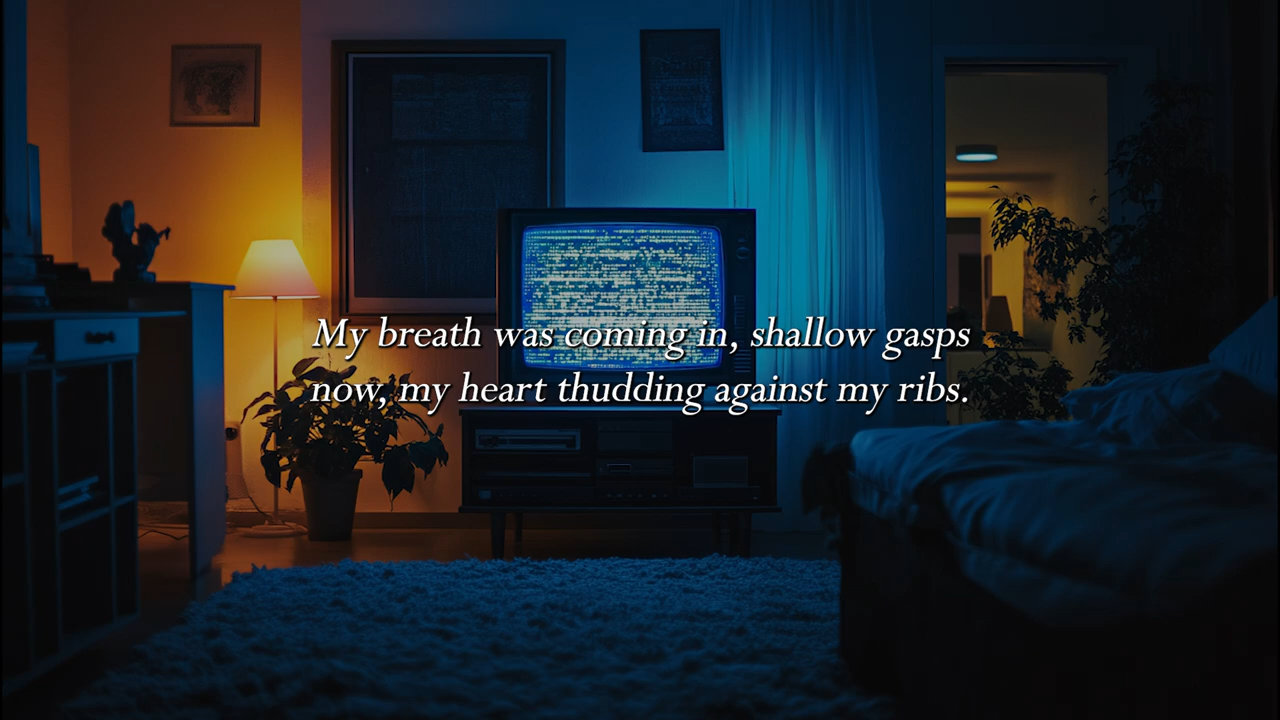 My breath was coming in, shallow gasps
now, my heart thudding against my ribs.